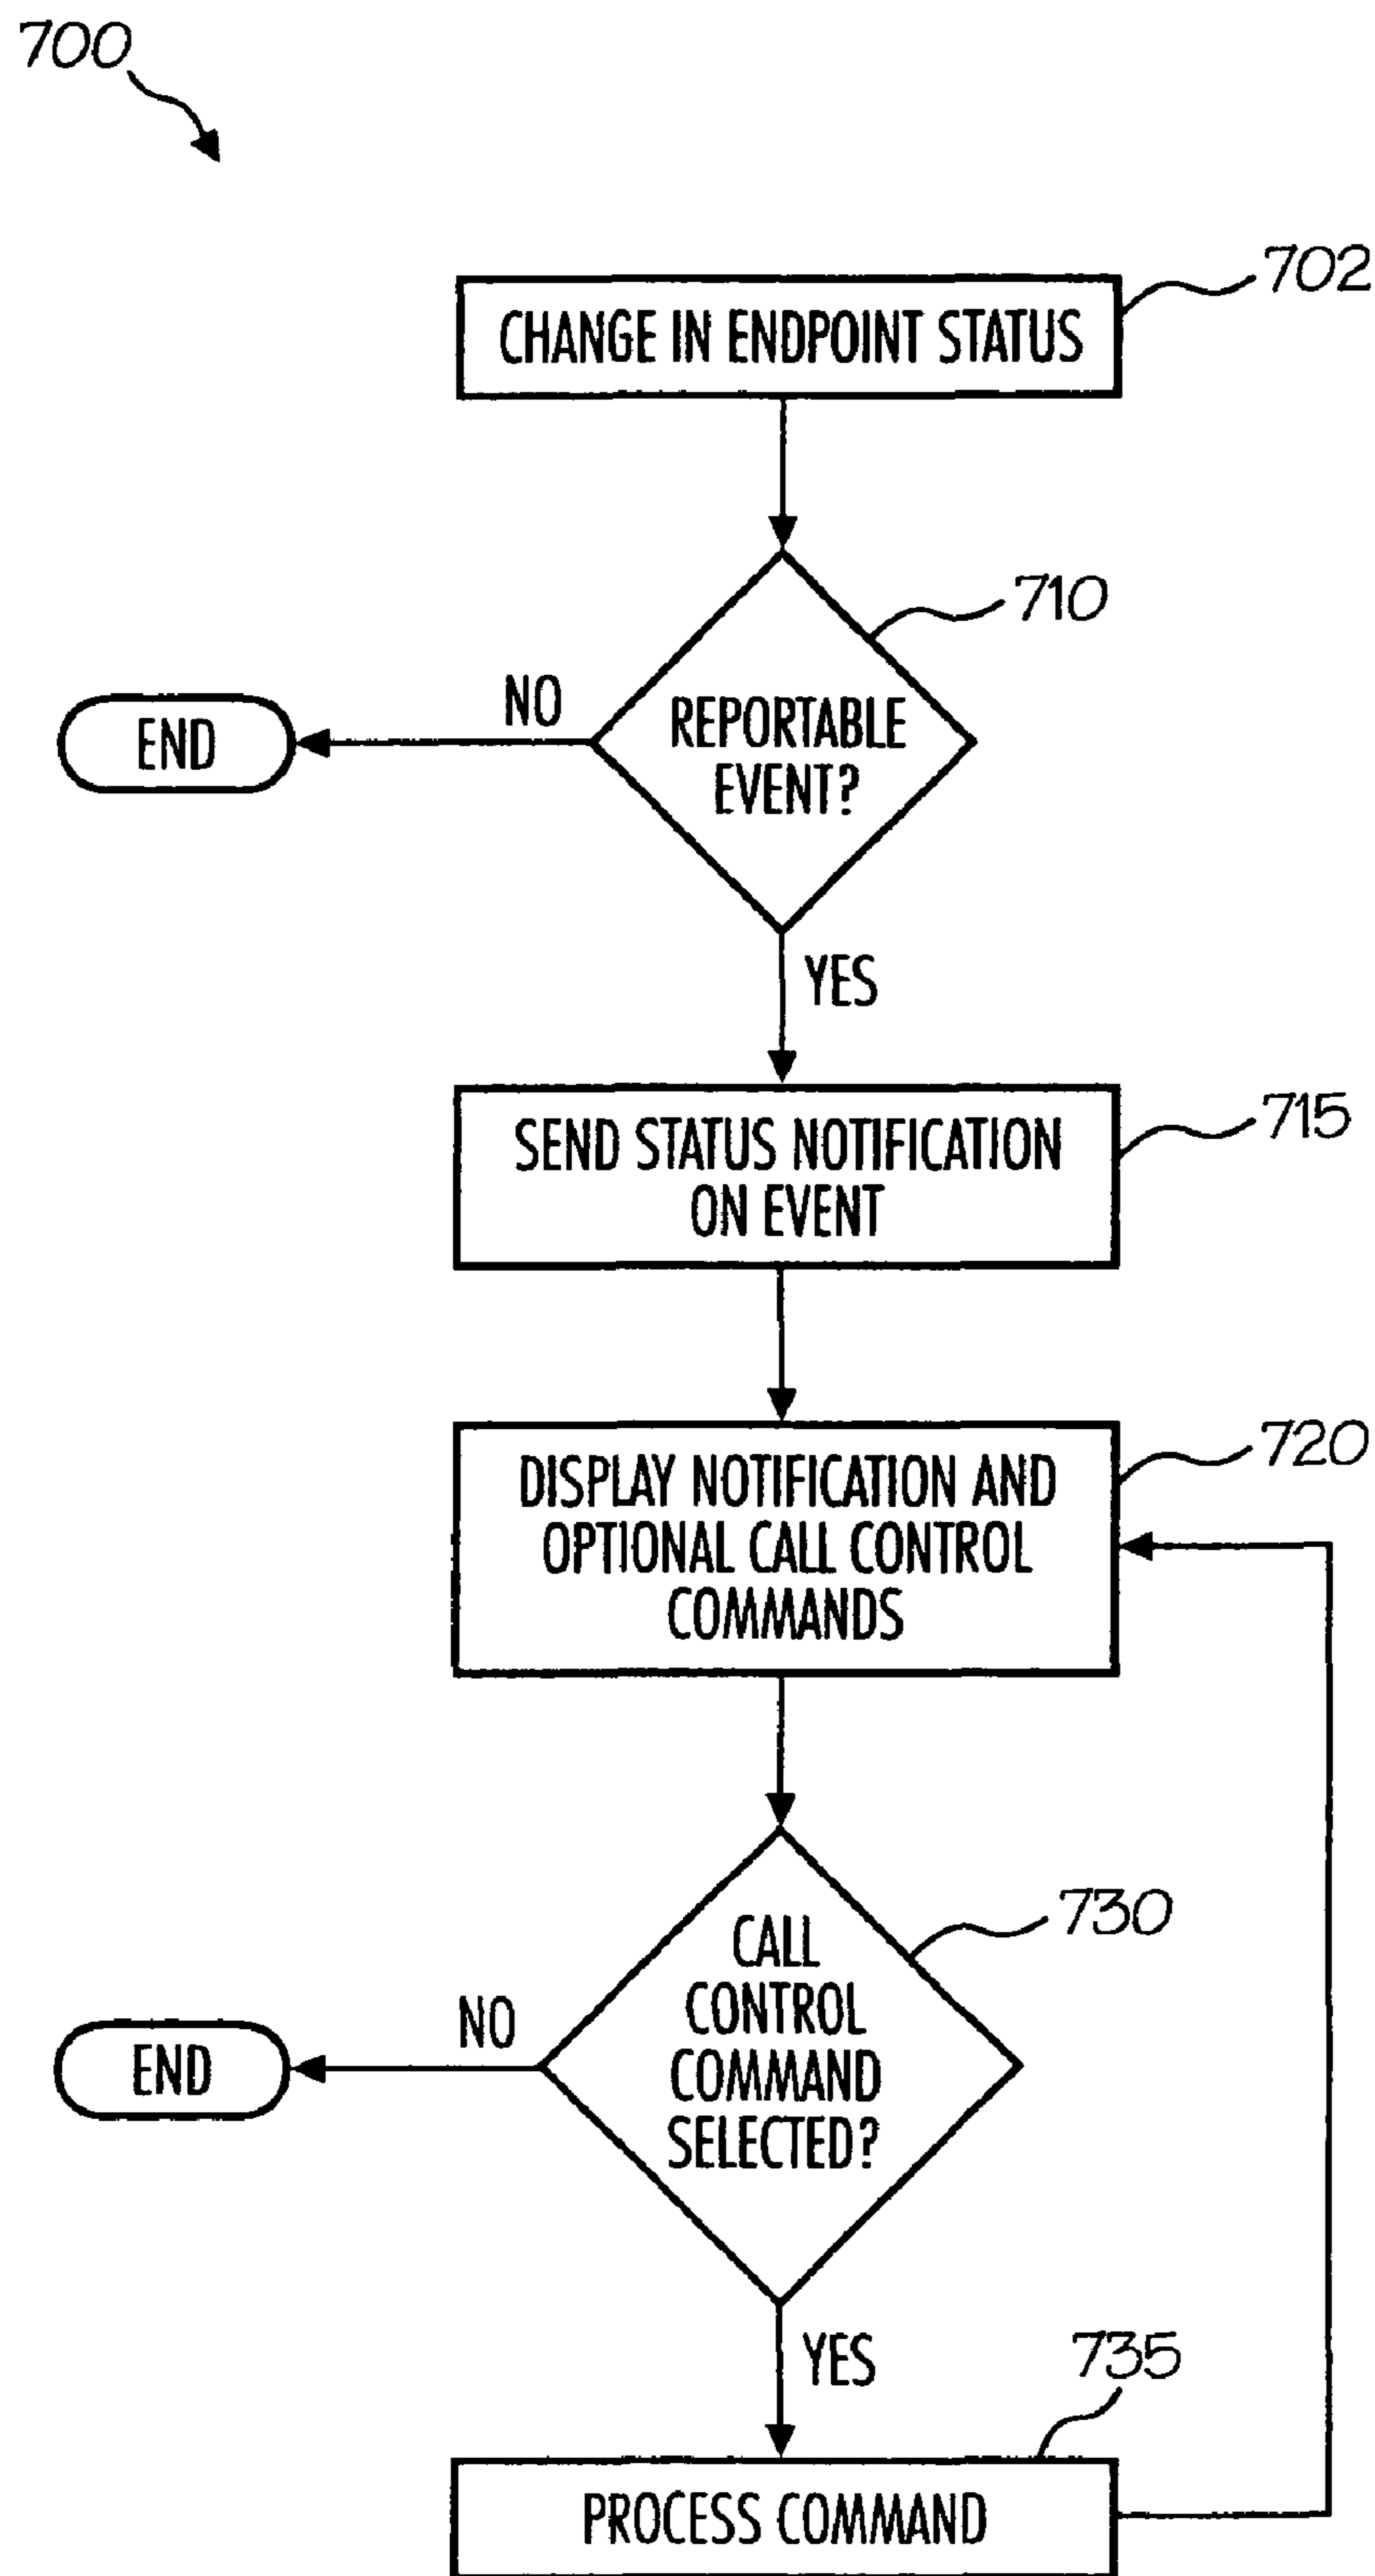 700
702
CHANGE IN ENDPOINT STATUS
710
REPORTABLE
EVENT?
NO
END
YES
715
SEND STATUS NOTIFICATION
ON EVENT
720
DISPLAY NOTIFICATION AND
OPTIONAL CALL CONTROL
COMMANDS
730
CALL
CONTROL
COMMAND
SELECTED?
NO
END
YES
735
PROCESS COMMAND